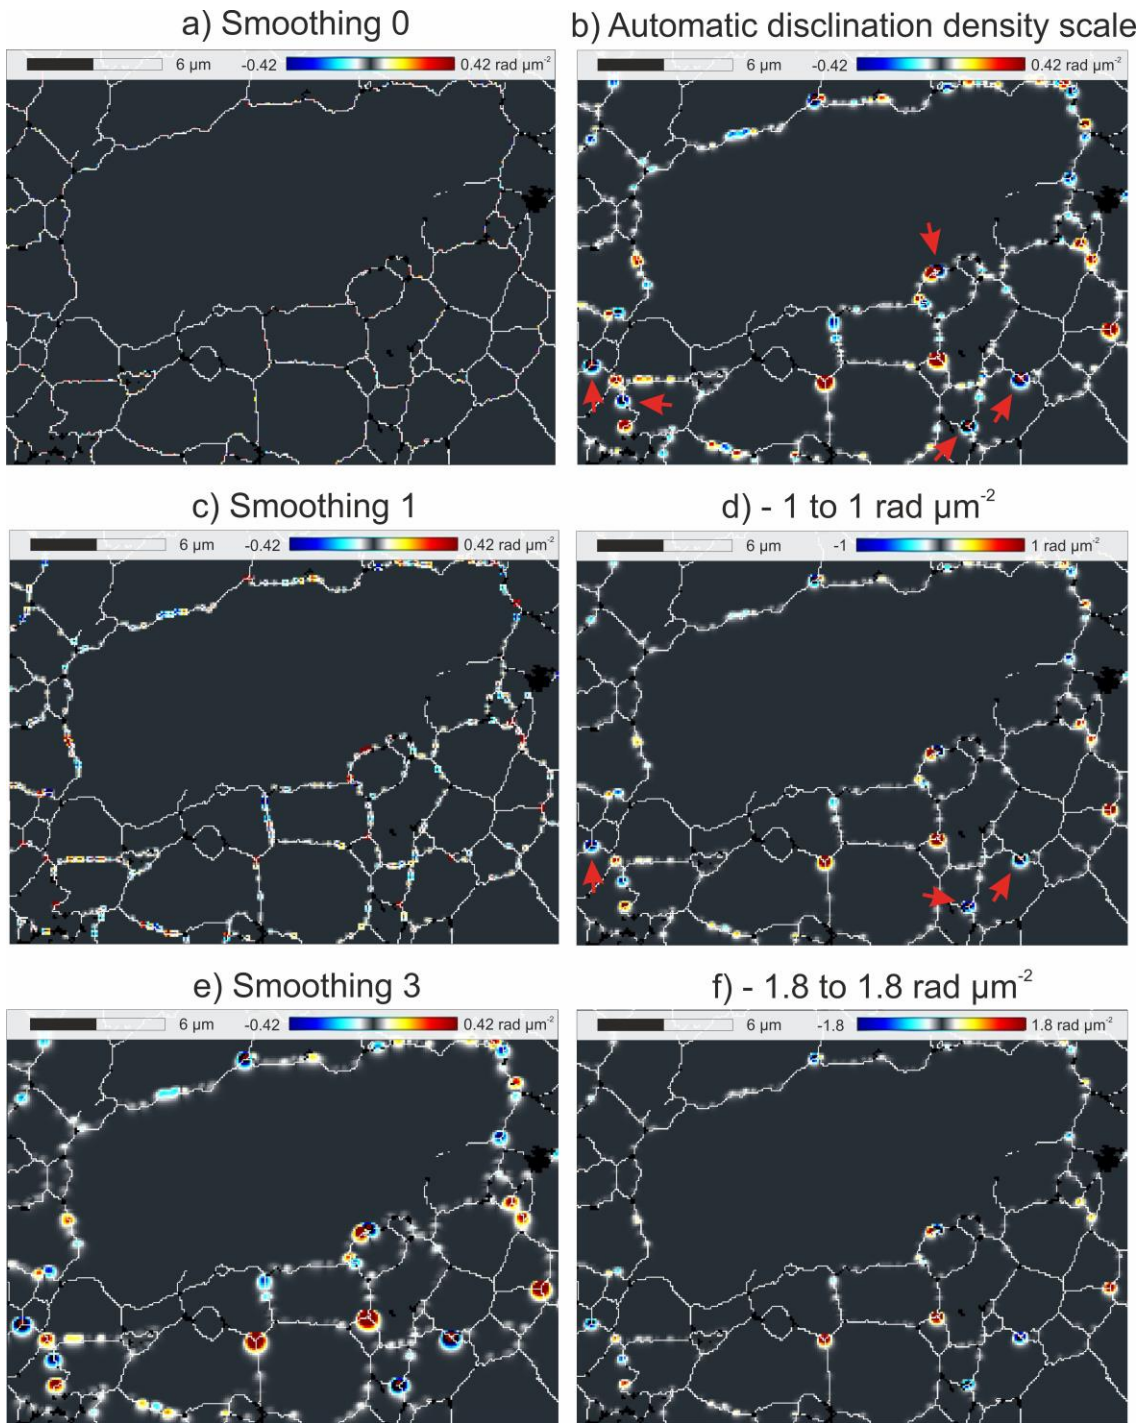 a) Smoothing 0
b) Automatic disclination density scale
6 µm -0.42 0.42 rad µm⁻²
6 µm -0.42 0.42 rad µm⁻²
c) Smoothing 1
d) - 1 to 1 rad µm⁻²
6 µm -0.42 0.42 rad µm⁻²
6 µm -1 1 rad µm⁻²
e) Smoothing 3
f) - 1.8 to 1.8 rad µm⁻²
6 µm -0.42 0.42 rad µm⁻²
6 µm -1.8 1.8 rad µm⁻²